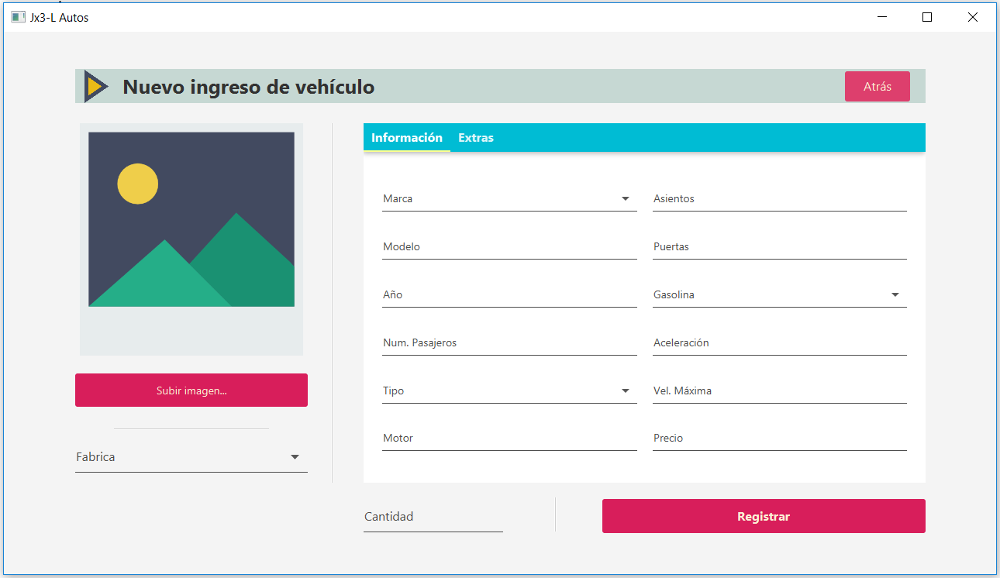 Jx3-L Autos
Nuevo ingreso de vehículo
Atrás
Subir imagen...
Fabrica
Información Extras
Marca Asientos
Modelo Puertas
Año Gasolina
Num. Pasajeros Aceleración
Tipo Vel. Máxima
Motor Precio
Cantidad
Registrar